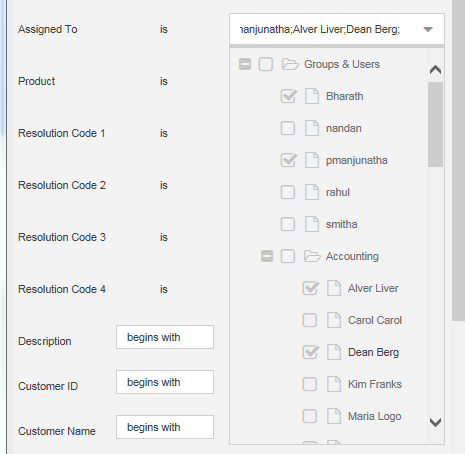 Assigned To is nanjunatha;Alver Liver;Dean Berg;
Groups & Users
Product is
Bharath
nandan
Resolution Code 1 is
pmanjunatha
Resolution Code 2 is
rahul
smitha
Resolution Code 3 is
Accounting
Resolution Code 4 is
Alver Liver
Carol Carol
Description begins with
Dean Berg
Customer ID begins with
Kim Franks
Maria Logo
Customer Name begins with